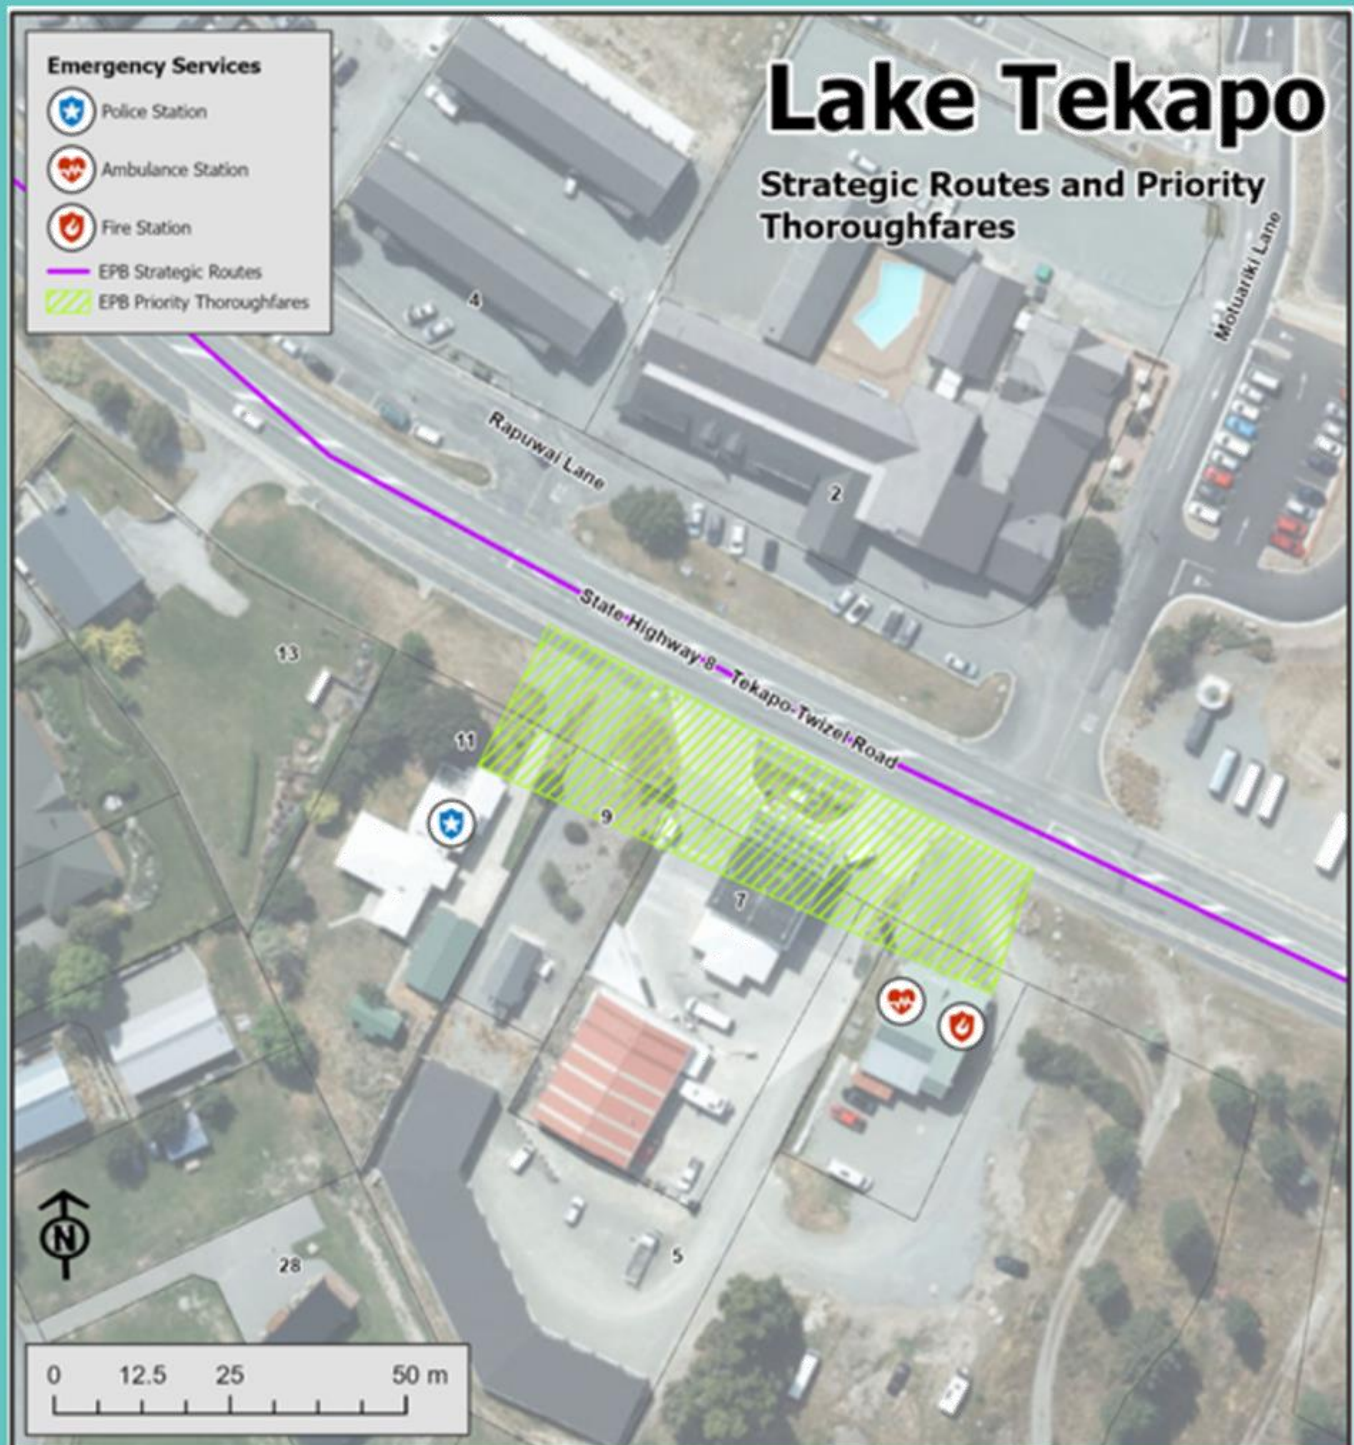 Emergency Services
Police Station
Ambulance Station
Fire Station
EPB Strategic Routes
EPB Priority Thoroughfares
Lake Tekapo
Strategic Routes and Priority
Thoroughfares
Motuariki Lane
4
Rapuwai Lane
2
State Highway 8 - Tekapo-Twizel Road
13
11
9
7
5
28
N
0 12.5 25 50 m